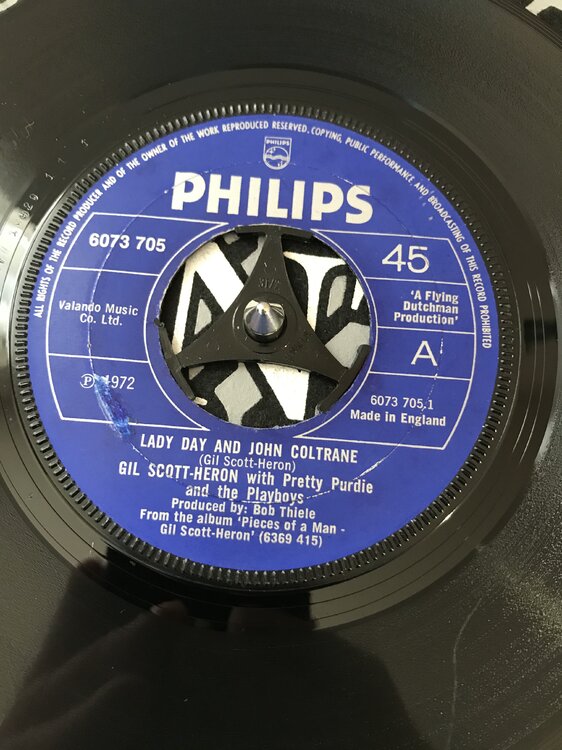 ALL RIGHTS OF THE RECORD PRODUCER AND OF THE OWNER OF THE WORK REPRODUCED RESERVED. COPYING, PUBLIC PERFORMANCE AND BROADCASTING OF THIS RECORD PROHIBITED
PHILIPS
PHILIPS
6073 705
45
Valando Music
Co. Ltd.
'A Flying
Dutchman
Production'
A
℗ 1972
6073 705.1
Made in England
LADY DAY AND JOHN COLTRANE
(Gil Scott-Heron)
GIL SCOTT-HERON with Pretty Purdie
and the Playboys
Produced by: Bob Thiele
From the album 'Pieces of a Man -
Gil Scott-Heron' (6369 415)